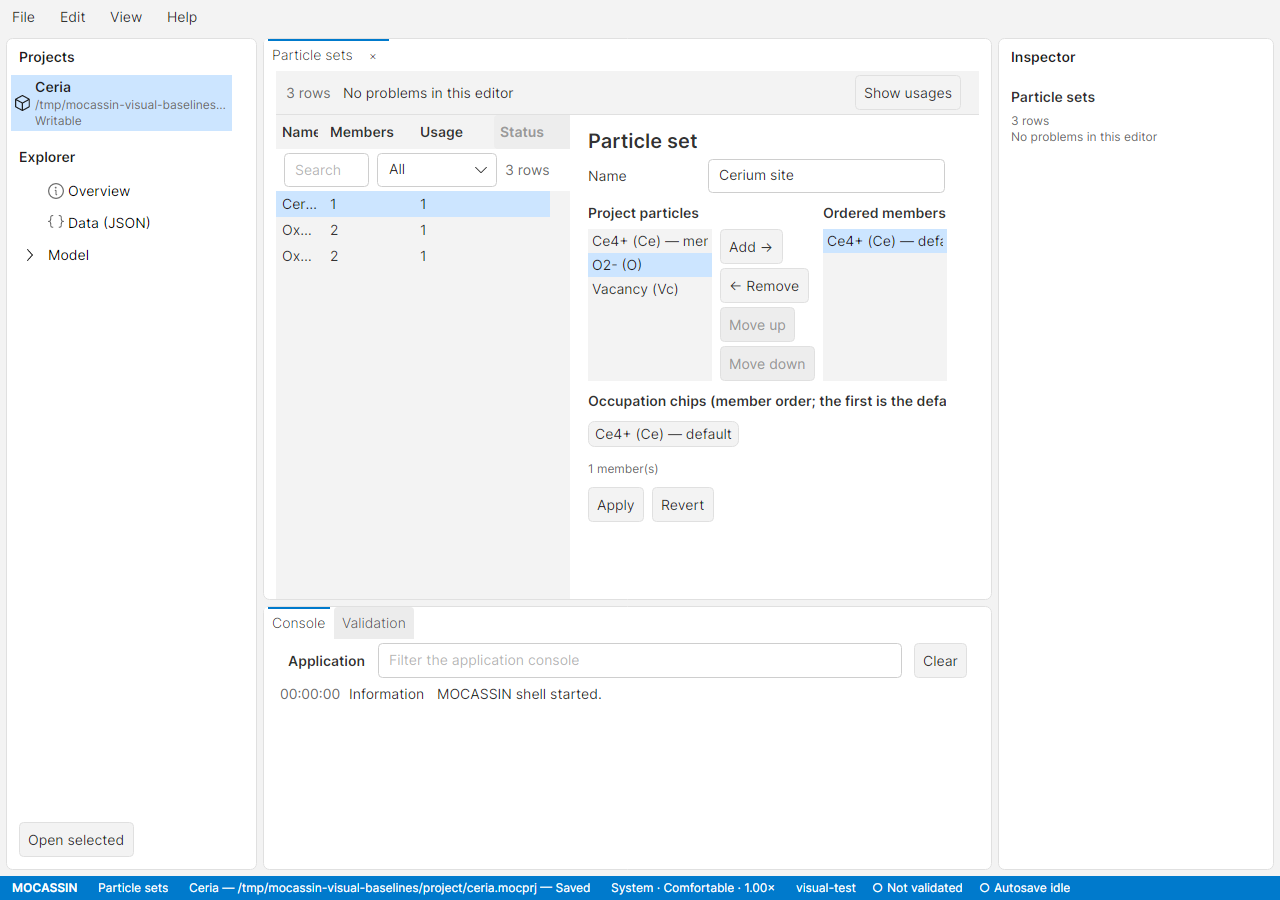 File Edit View Help
Projects
Ceria
/tmp/mocassin-visual-baselines...
Writable
Explorer
Overview
Data (JSON)
Model
Open selected
Particle sets ×
3 rows No problems in this editor Show usages
Name Members Usage Status
Search All 3 rows
Cer... 1 1
Ox... 2 1
Ox... 2 1
Particle set
Name Cerium site
Project particles Ordered members
Ce4+ (Ce) — mer
O2- (O)
Vacancy (Vc)
Add →
← Remove
Move up
Move down
Ce4+ (Ce) — defa
Occupation chips (member order; the first is the defa
Ce4+ (Ce) — default
1 member(s)
Apply Revert
Console Validation
Application Filter the application console Clear
00:00:00 Information MOCASSIN shell started.
Inspector
Particle sets
3 rows
No problems in this editor
MOCASSIN Particle sets Ceria — /tmp/mocassin-visual-baselines/project/ceria.mocprj — Saved System · Comfortable · 1.00× visual-test Not validated Autosave idle